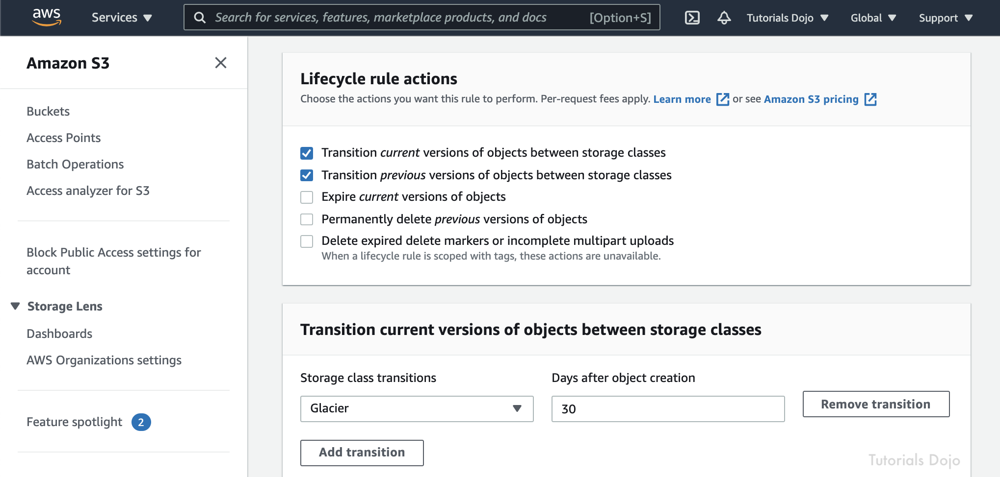 aws
Services
Search for services, features, marketplace products, and docs
[Option+S]
Tutorials Dojo
Global
Support
Amazon S3
Buckets
Access Points
Batch Operations
Access analyzer for S3
Block Public Access settings for
account
Storage Lens
Dashboards
AWS Organizations settings
Feature spotlight 2
Lifecycle rule actions
Choose the actions you want this rule to perform. Per-request fees apply. Learn more or see Amazon S3 pricing
Transition current versions of objects between storage classes
Transition previous versions of objects between storage classes
Expire current versions of objects
Permanently delete previous versions of objects
Delete expired delete markers or incomplete multipart uploads
When a lifecycle rule is scoped with tags, these actions are unavailable.
Transition current versions of objects between storage classes
Storage class transitions
Days after object creation
Glacier
30
Remove transition
Add transition
Tutorials Dojo